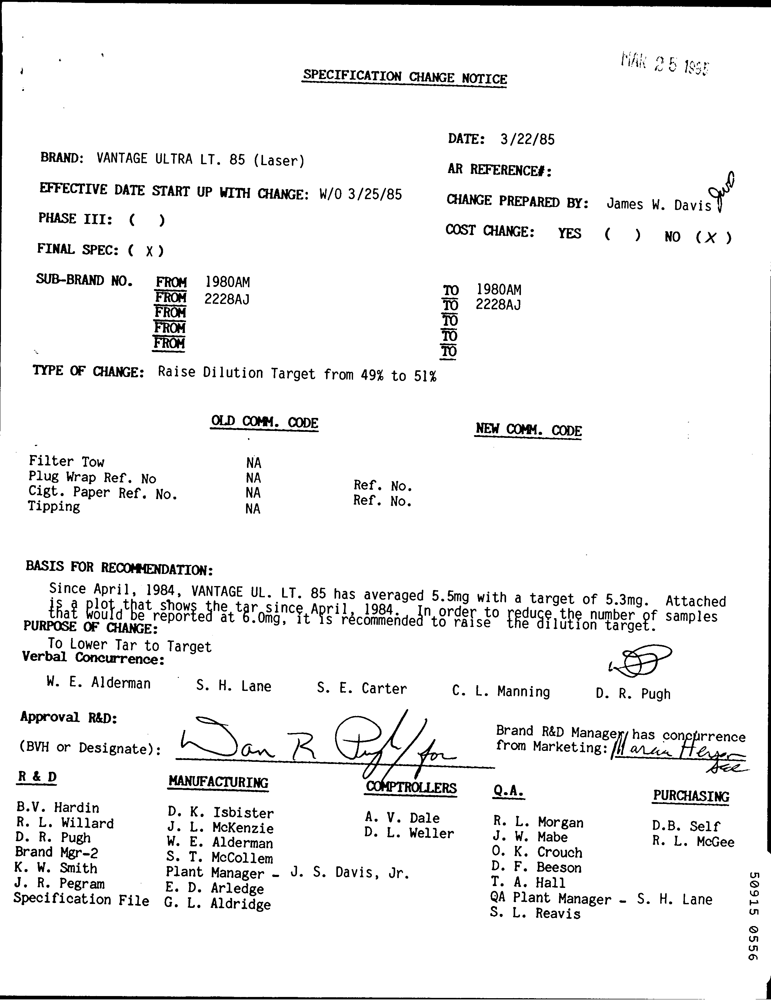 MAR 25 1985
SPECIFICATION CHANGE NOTICE
DATE: 3/22/85
BRAND: VANTAGE ULTRA LT. 85 (Laser)
AR REFERENCE#:
EFFECTIVE DATE START UP WITH CHANGE: W/O 3/25/85
CHANGE PREPARED BY: James W. Davis JWD
PHASE III: ( )
COST CHANGE: YES ( ) NO (X)
FINAL SPEC: ( X )
SUB-BRAND NO. FROM 1980AM TO 1980AM
FROM 2228AJ TO 2228AJ
FROM TO
FROM TO
FROM TO
TYPE OF CHANGE: Raise Dilution Target from 49% to 51%
OLD COMM. CODE NEW COMM. CODE
Filter Tow NA
Plug Wrap Ref. No NA Ref. No.
Cigt. Paper Ref. No. NA Ref. No.
Tipping NA
BASIS FOR RECOMMENDATION:
Since April, 1984, VANTAGE UL. LT. 85 has averaged 5.5mg with a target of 5.3mg. Attached
is a plot that shows the tar since April, 1984. In order to reduce the number of samples
that would be reported at 6.0mg, it is recommended to raise the dilution target.
PURPOSE OF CHANGE:
To Lower Tar to Target
Verbal Concurrence:
W. E. Alderman S. H. Lane S. E. Carter C. L. Manning D. R. Pugh
Approval R&D:
(BVH or Designate): Dan R Pugh/for
Brand R&D Manager has concurrence
from Marketing:
R & D MANUFACTURING COMPTROLLERS Q.A. PURCHASING
B.V. Hardin D. K. Isbister A. V. Dale R. L. Morgan D.B. Self
R. L. Willard J. L. McKenzie D. L. Weller J. W. Mabe R. L. McGee
D. R. Pugh W. E. Alderman O. K. Crouch
Brand Mgr-2 S. T. McCollem D. F. Beeson
K. W. Smith Plant Manager - J. S. Davis, Jr. T. A. Hall
J. R. Pegram E. D. Arledge QA Plant Manager - S. H. Lane
Specification File G. L. Aldridge S. L. Reavis
50915 0556